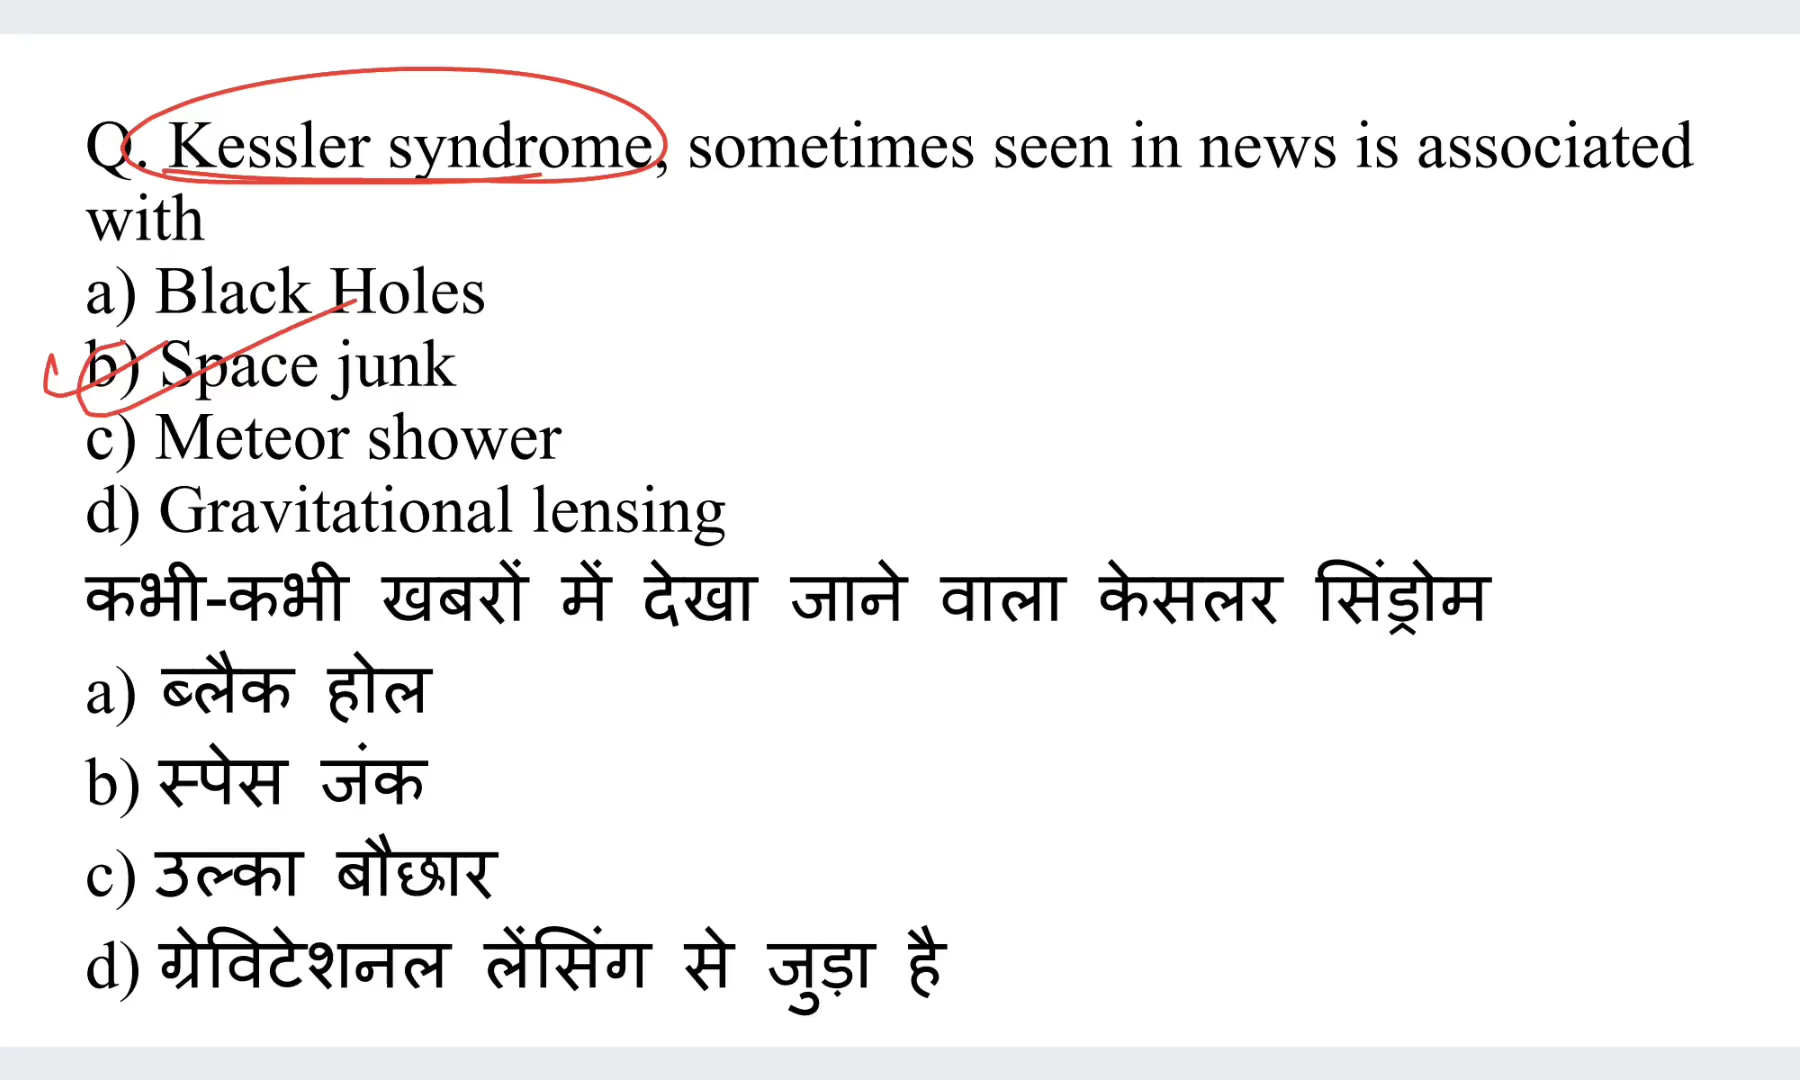 Q. Kessler syndrome, sometimes seen in news is associated
with
a) Black Holes
b) Space junk
c) Meteor shower
d) Gravitational lensing
कभी-कभी खबरों में देखा जाने वाला केसलर सिंड्रोम
a) ब्लैक होल
b) स्पेस जंक
c) उल्का बौछार
d) ग्रेविटेशनल लेंसिंग से जुड़ा है